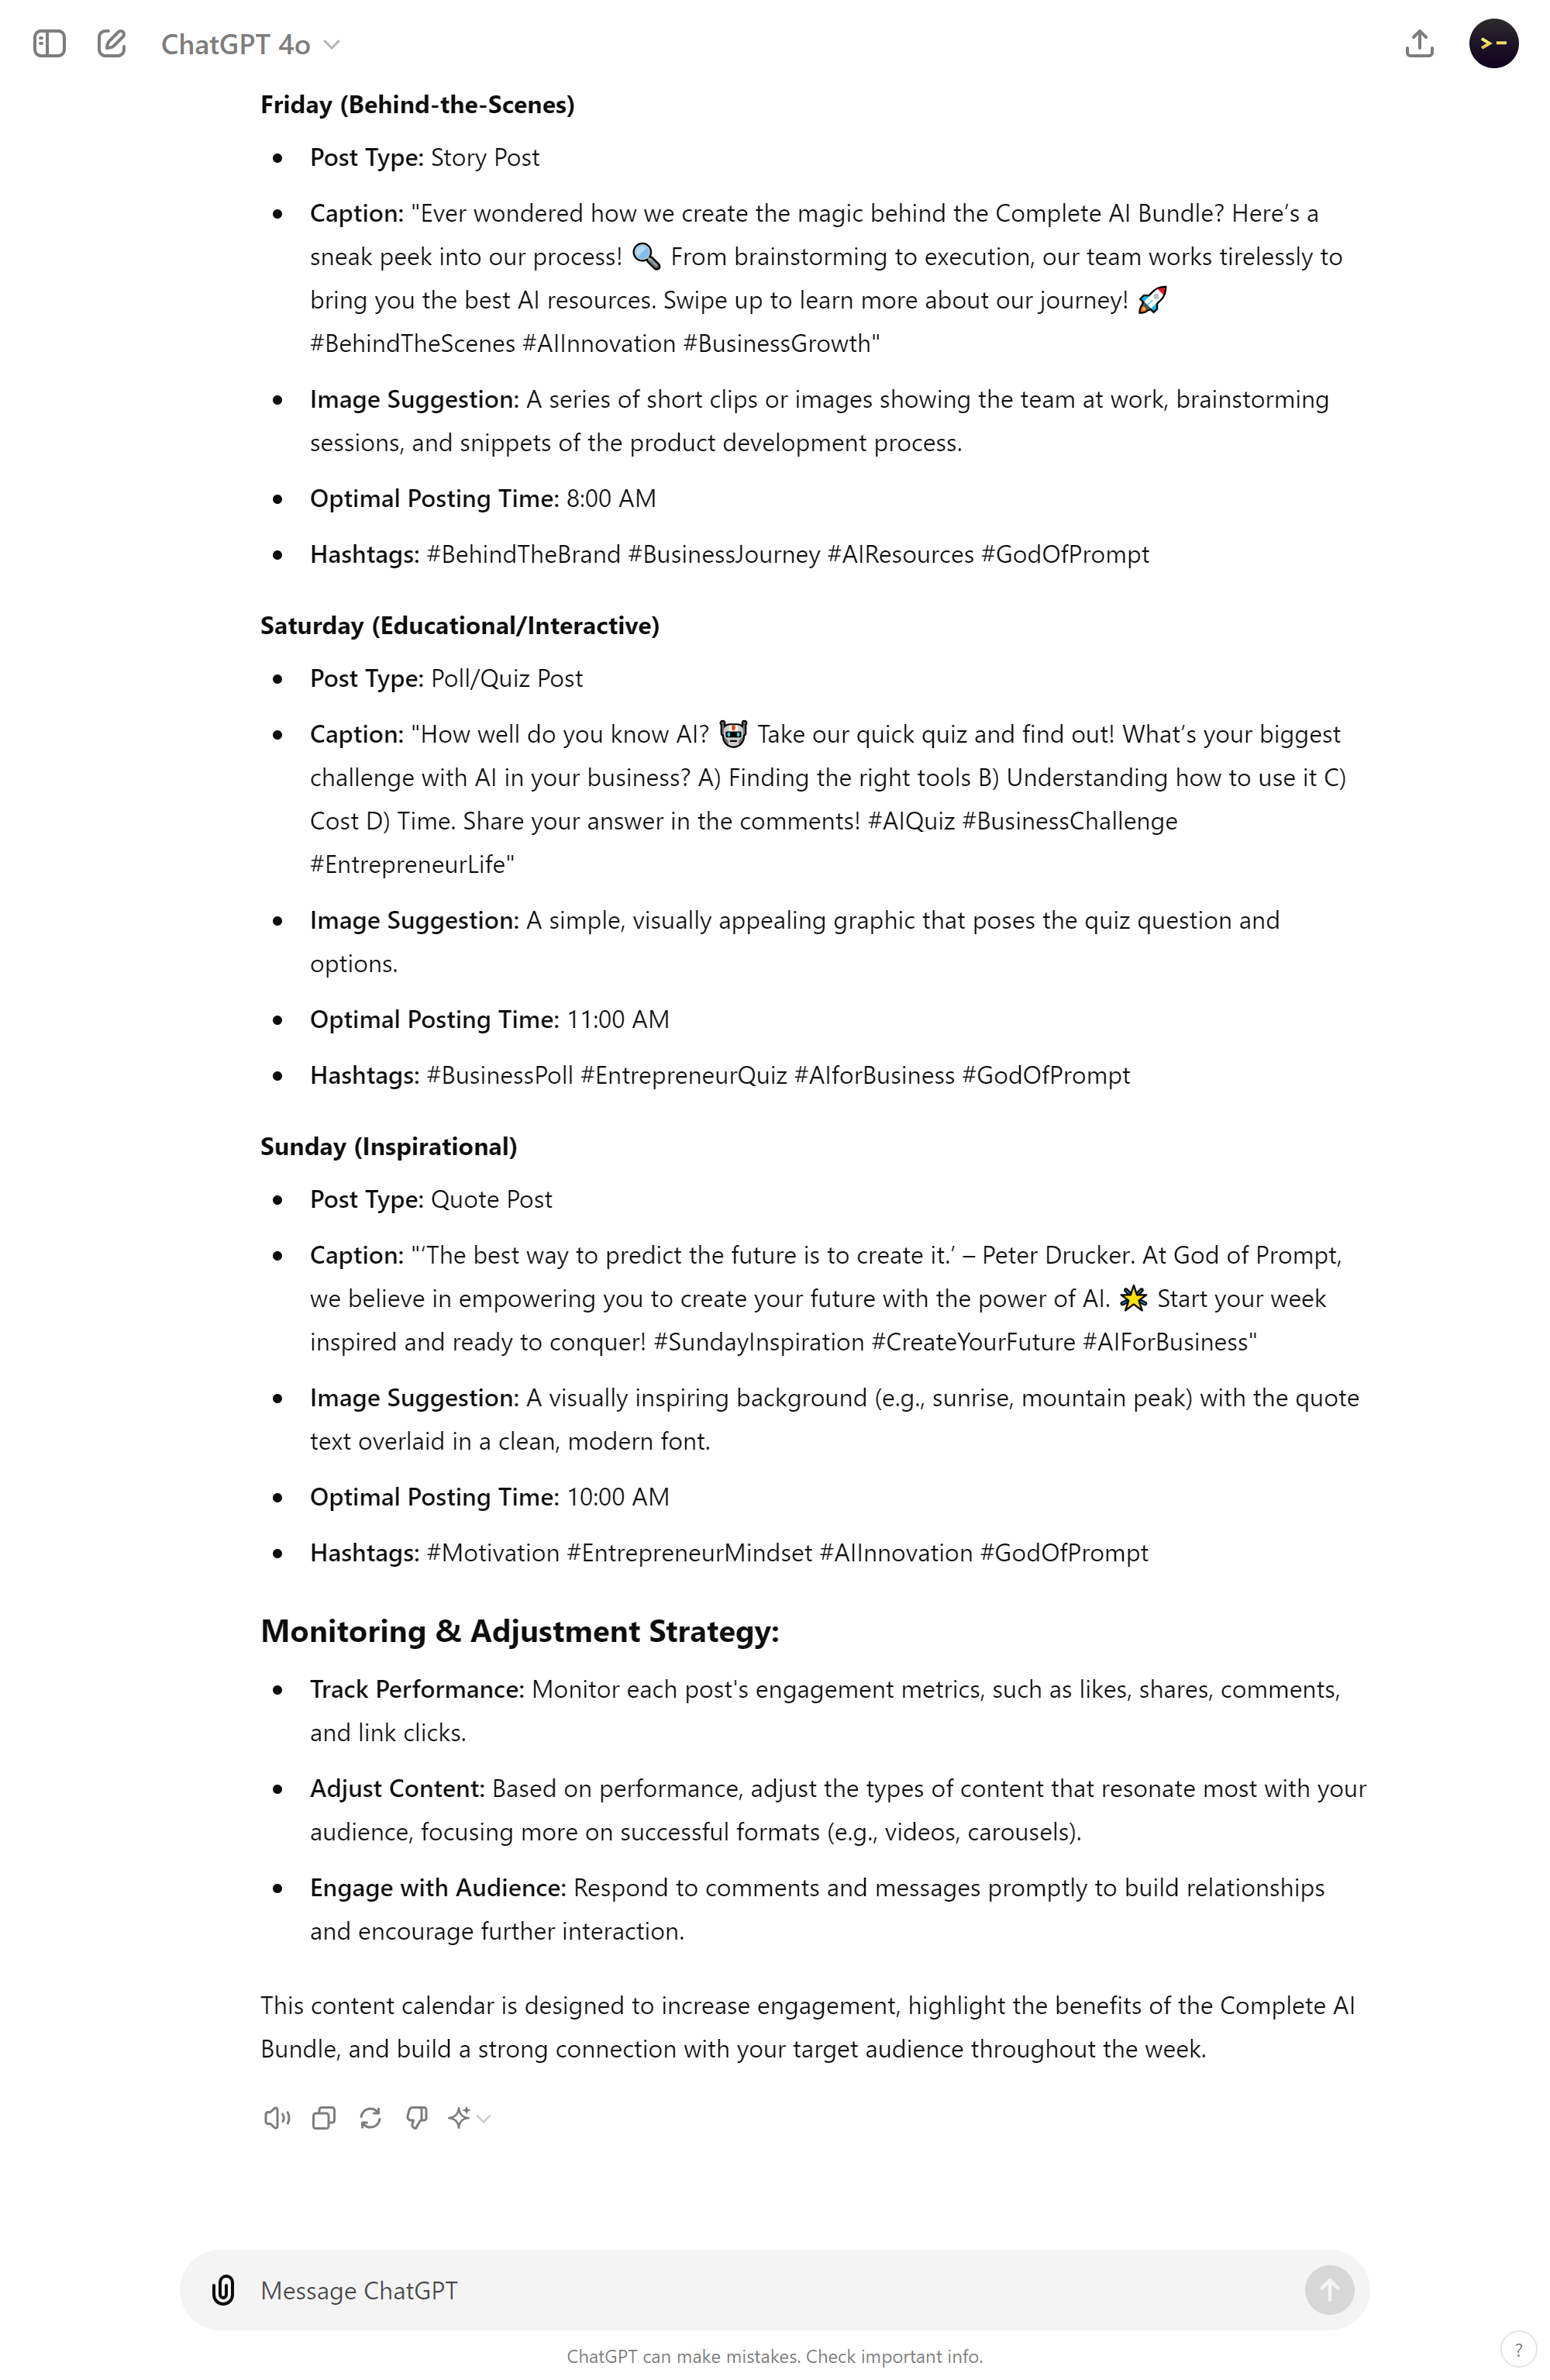 ChatGPT 4o
Friday (Behind-the-Scenes)
Post Type: Story Post
Caption: "Ever wondered how we create the magic behind the Complete AI Bundle? Here’s a
sneak peek into our process! 🔍 From brainstorming to execution, our team works tirelessly to
bring you the best AI resources. Swipe up to learn more about our journey! 🚀
#BehindTheScenes #AIInnovation #BusinessGrowth"
Image Suggestion: A series of short clips or images showing the team at work, brainstorming
sessions, and snippets of the product development process.
Optimal Posting Time: 8:00 AM
Hashtags: #BehindTheBrand #BusinessJourney #AIResources #GodOfPrompt
Saturday (Educational/Interactive)
Post Type: Poll/Quiz Post
Caption: "How well do you know AI? 🤖 Take our quick quiz and find out! What’s your biggest
challenge with AI in your business? A) Finding the right tools B) Understanding how to use it C)
Cost D) Time. Share your answer in the comments! #AIQuiz #BusinessChallenge
#EntrepreneurLife"
Image Suggestion: A simple, visually appealing graphic that poses the quiz question and
options.
Optimal Posting Time: 11:00 AM
Hashtags: #BusinessPoll #EntrepreneurQuiz #AIforBusiness #GodOfPrompt
Sunday (Inspirational)
Post Type: Quote Post
Caption: "‘The best way to predict the future is to create it.’ – Peter Drucker. At God of Prompt,
we believe in empowering you to create your future with the power of AI. 🌟 Start your week
inspired and ready to conquer! #SundayInspiration #CreateYourFuture #AIForBusiness"
Image Suggestion: A visually inspiring background (e.g., sunrise, mountain peak) with the quote
text overlaid in a clean, modern font.
Optimal Posting Time: 10:00 AM
Hashtags: #Motivation #EntrepreneurMindset #AIInnovation #GodOfPrompt
Monitoring & Adjustment Strategy:
Track Performance: Monitor each post's engagement metrics, such as likes, shares, comments,
and link clicks.
Adjust Content: Based on performance, adjust the types of content that resonate most with your
audience, focusing more on successful formats (e.g., videos, carousels).
Engage with Audience: Respond to comments and messages promptly to build relationships
and encourage further interaction.
This content calendar is designed to increase engagement, highlight the benefits of the Complete AI
Bundle, and build a strong connection with your target audience throughout the week.
Message ChatGPT
ChatGPT can make mistakes. Check important info.
?